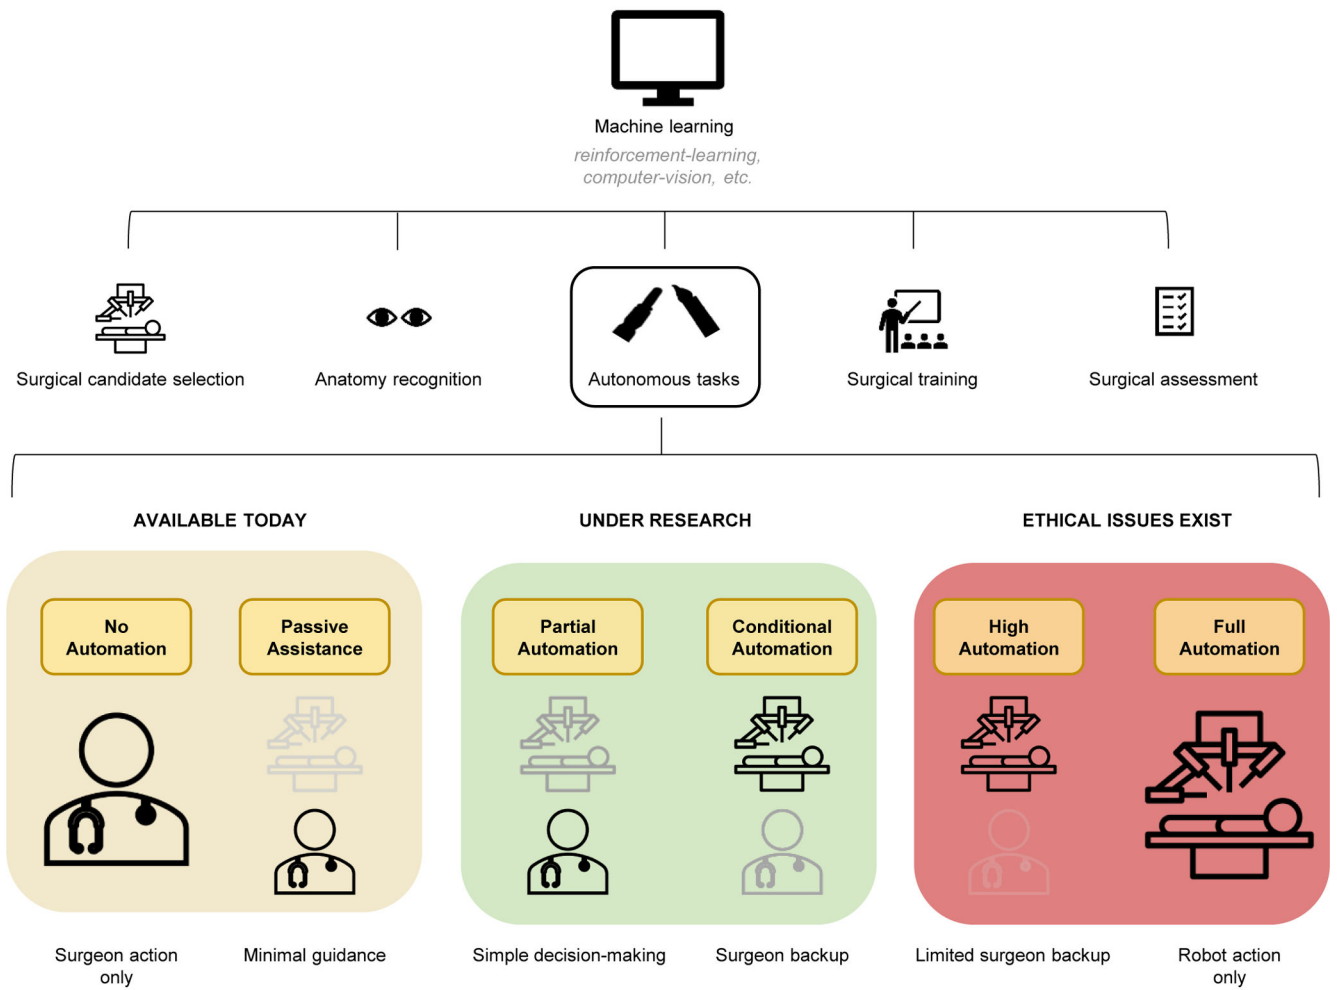 Machine learning
reinforcement-learning,
computer-vision, etc.
Surgical candidate selection
Anatomy recognition
Autonomous tasks
Surgical training
Surgical assessment
AVAILABLE TODAY
UNDER RESEARCH
ETHICAL ISSUES EXIST
No
Automation
Passive
Assistance
Partial
Automation
Conditional
Automation
High
Automation
Full
Automation
Surgeon action
only
Minimal guidance
Simple decision-making
Surgeon backup
Limited surgeon backup
Robot action
only